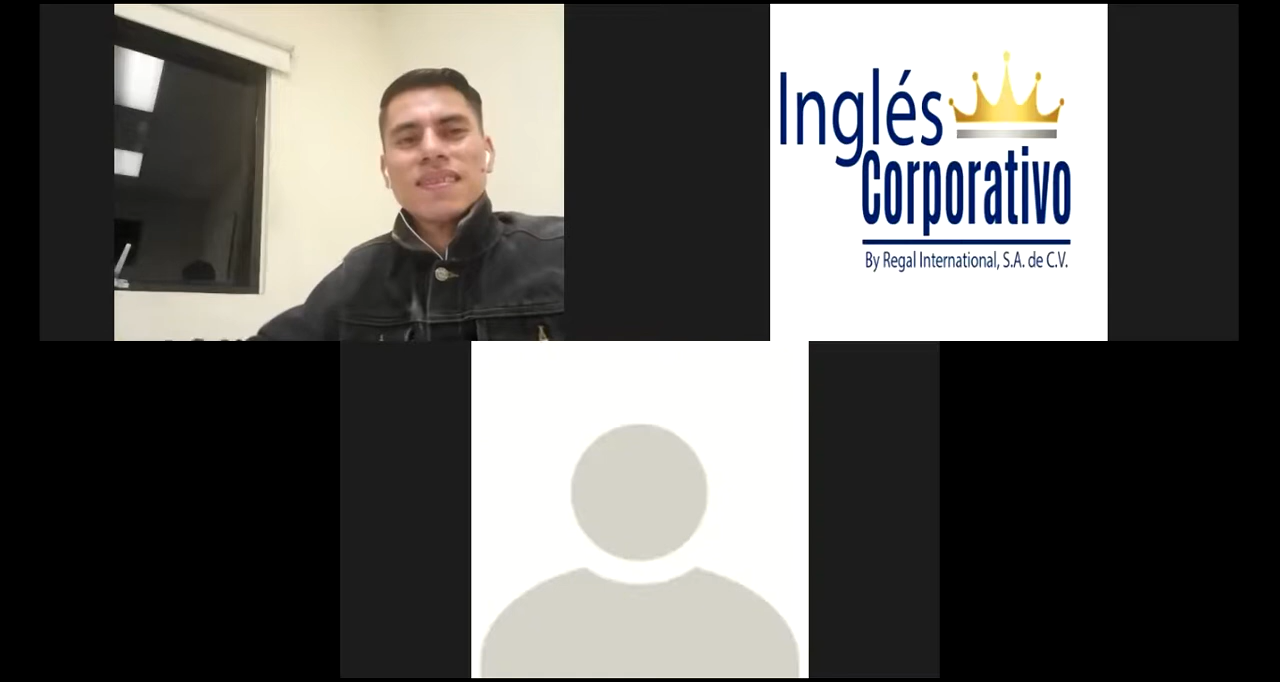 Inglés
Corporativo
By Regal International, S.A. de C.V.